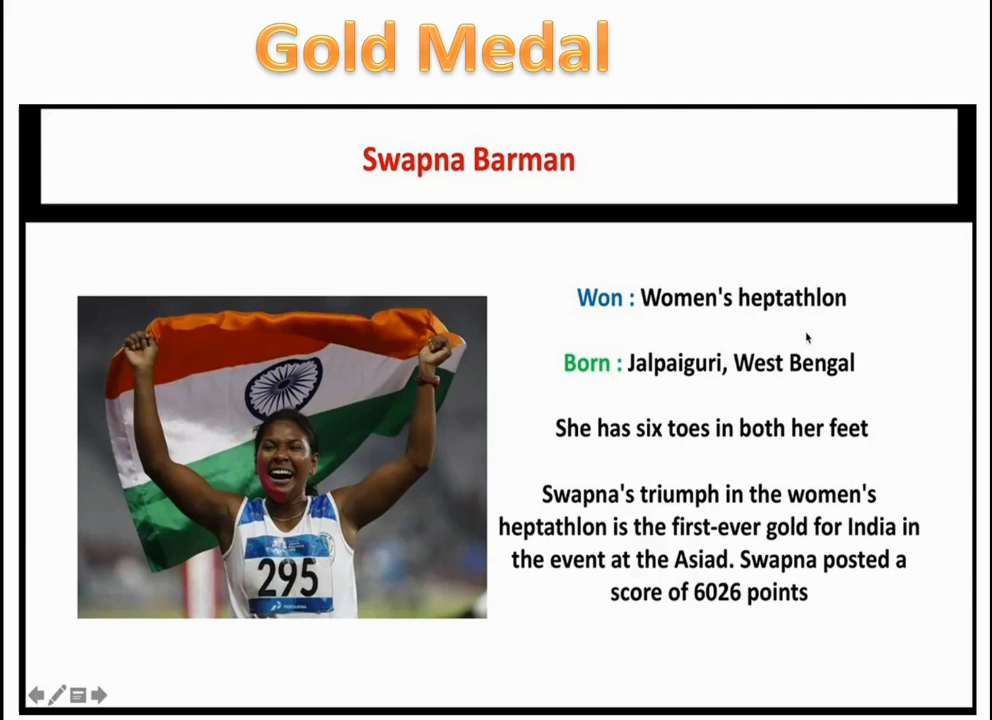 Gold Medal
Swapna Barman
Won : Women's heptathlon
Born : Jalpaiguri, West Bengal
She has six toes in both her feet
Swapna's triumph in the women's
heptathlon is the first-ever gold for India in
the event at the Asiad. Swapna posted a
score of 6026 points
295
PERTAMINA